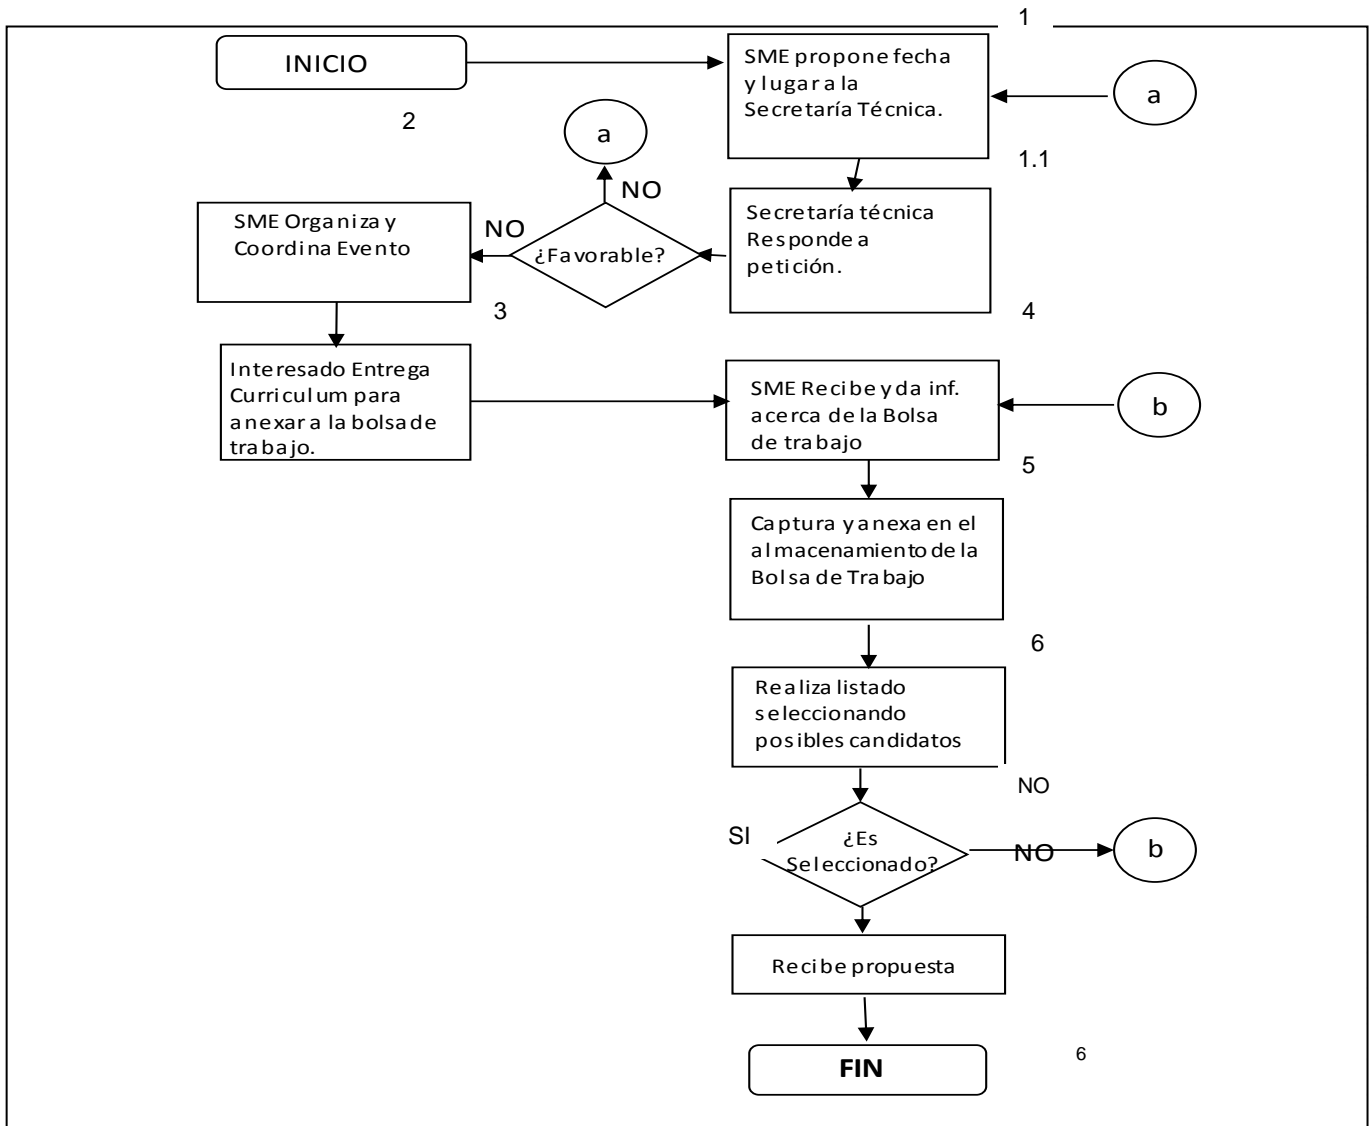 1
INICIO
SME propone fecha
y lugar a la
Secretaría Técnica.
a
2
a
1.1
NO
SME Organiza y
Coordina Evento
NO
¿Favorable?
Secretaría técnica
Responde a
petición.
3
4
Interesado Entrega
Curriculum para
anexar a la bolsa de
trabajo.
SME Recibe y da inf.
acerca de la Bolsa
de trabajo
b
5
Captura y anexa en el
almacenamiento de la
Bolsa de Trabajo
6
Realiza listado
seleccionando
posibles candidatos
NO
SI
¿Es
Seleccionado?
NO
b
Recibe propuesta
FIN
6